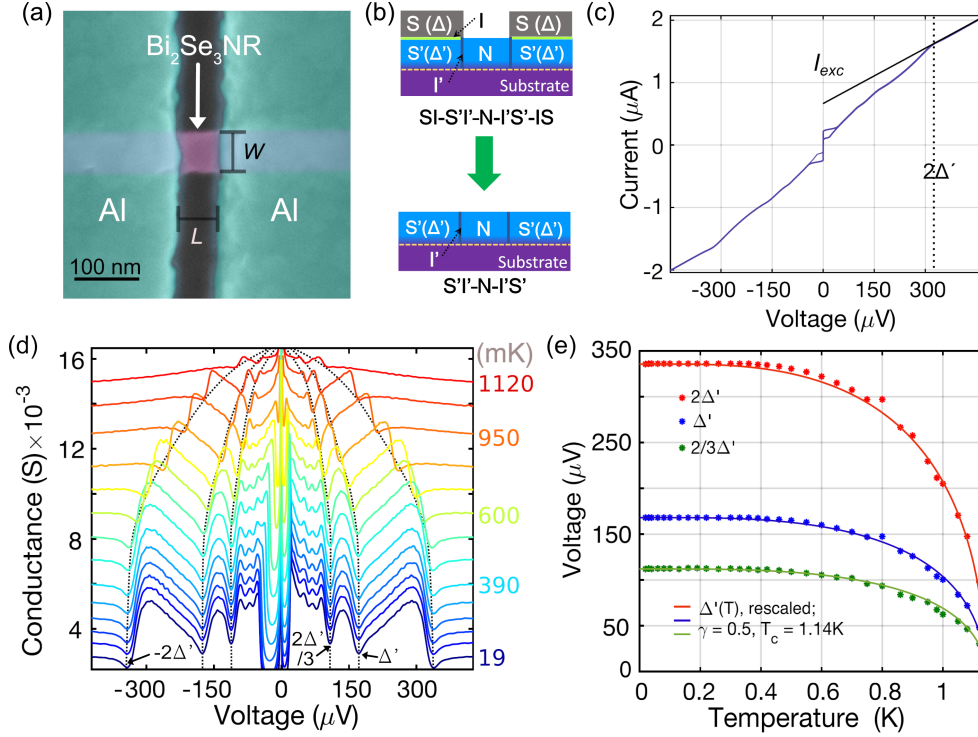 (a)
Bi₂Se₃NR
W
Al
Al
L
100 nm
(b)
I
S (Δ)
S (Δ)
S'(Δ')
N
S'(Δ')
I'
Substrate
SI-S'I'-N-I'S'-IS
S'(Δ')
N
S'(Δ')
I'
Substrate
S'I'-N-I'S'
(c)
Current (μA)
2
1
0
-1
-2
I_exc
2Δ´
-300
-150
0
150
300
Voltage (μV)
(d)
Conductance (S) × 10⁻³
16
12
8
4
(mK)
1120
950
600
390
19
-2Δ'
2Δ'
/3
Δ'
-300
-150
0
150
300
Voltage (μV)
(e)
Voltage (μV)
350
250
150
50
0
2Δ'
Δ'
2/3Δ'
Δ'(T), rescaled;
γ = 0.5, T_c = 1.14K
0
0.2
0.4
0.6
0.8
1
Temperature (K)